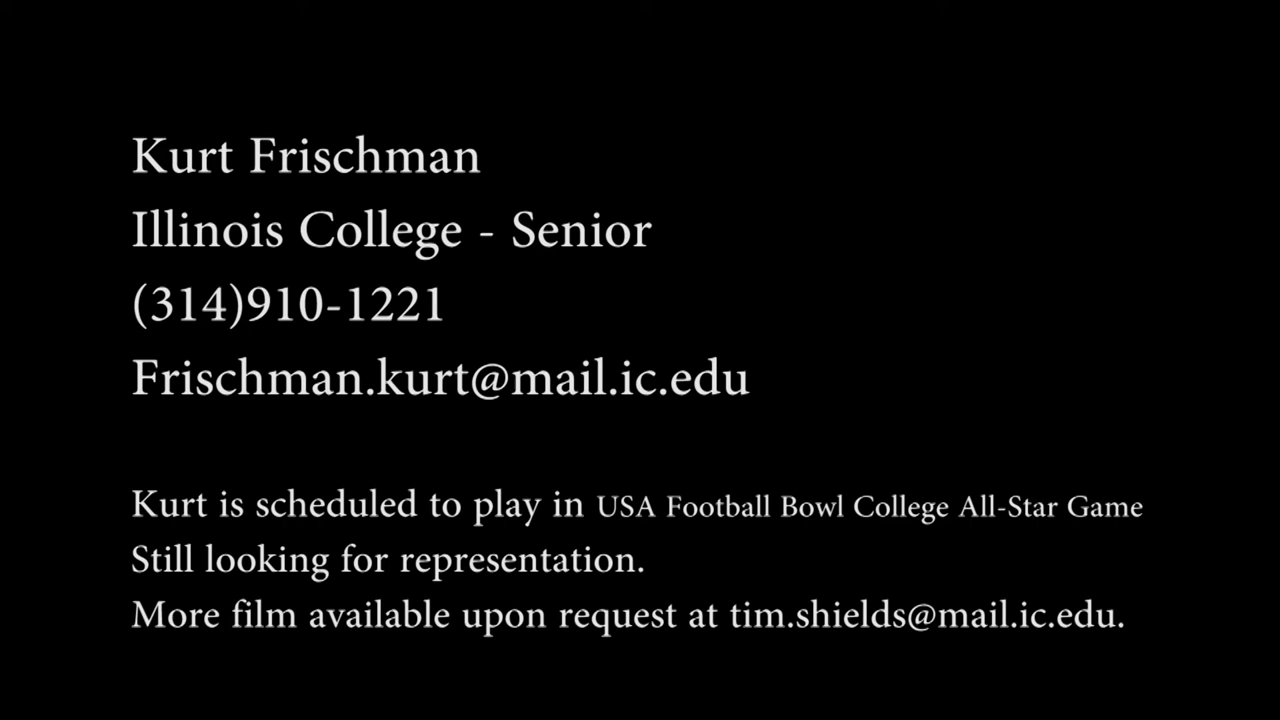 Kurt Frischman
Illinois College - Senior
(314)910-1221
Frischman.kurt@mail.ic.edu
Kurt is scheduled to play in USA Football Bowl College All-Star Game
Still looking for representation.
More film available upon request at tim.shields@mail.ic.edu.